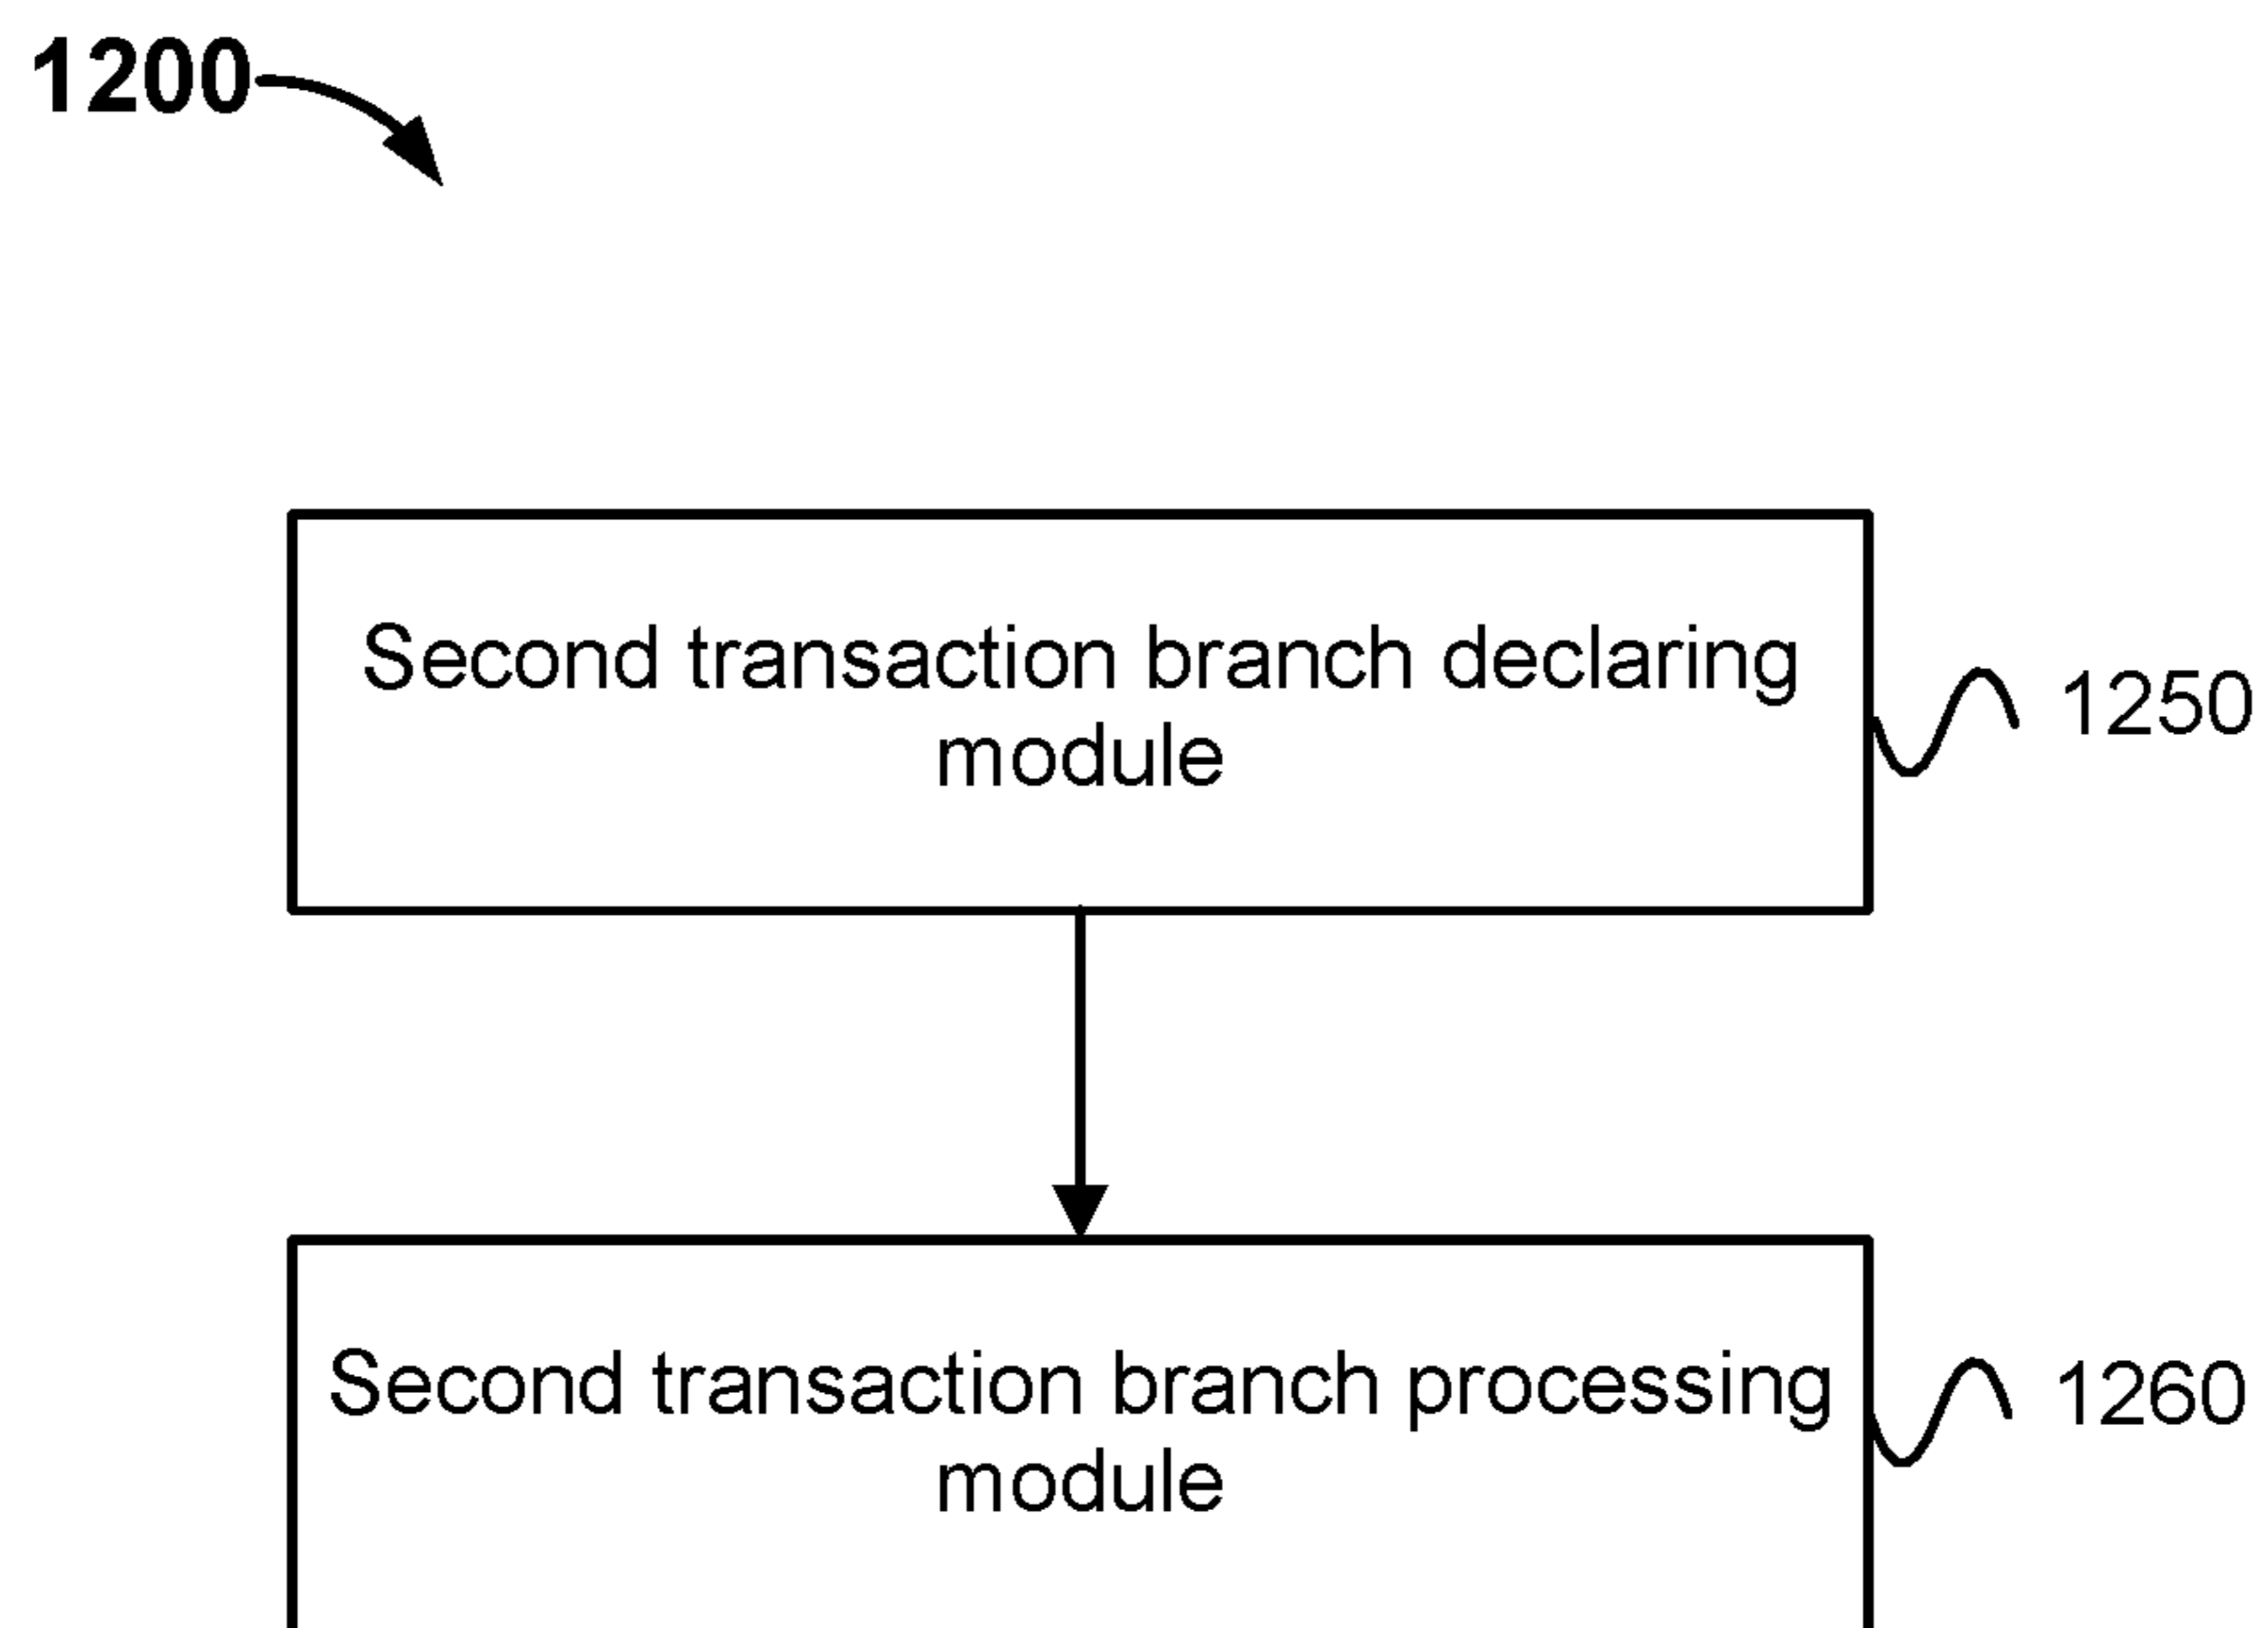 1200
Second transaction branch declaring
module
1250
Second transaction branch processing
module
1260